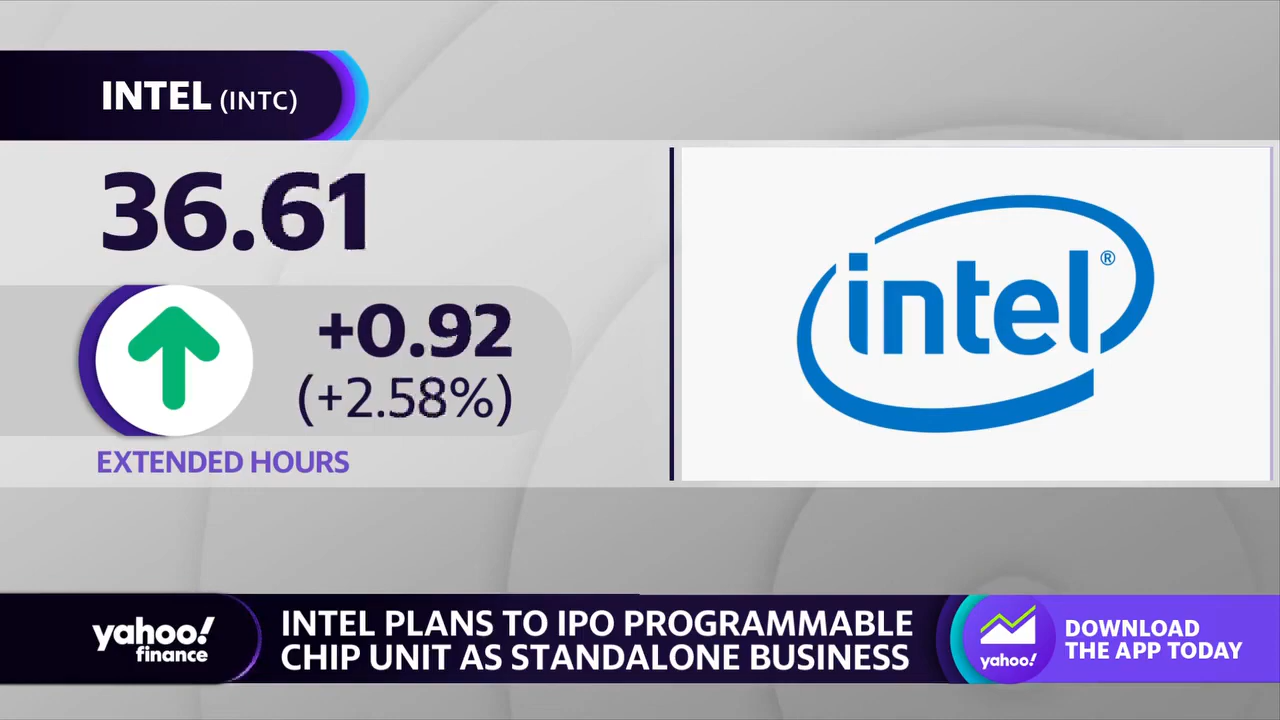 INTEL (INTC)
36.61
+0.92
(+2.58%)
EXTENDED HOURS
intel®
yahoo!
finance
INTEL PLANS TO IPO PROGRAMMABLE
CHIP UNIT AS STANDALONE BUSINESS
yahoo!
DOWNLOAD
THE APP TODAY